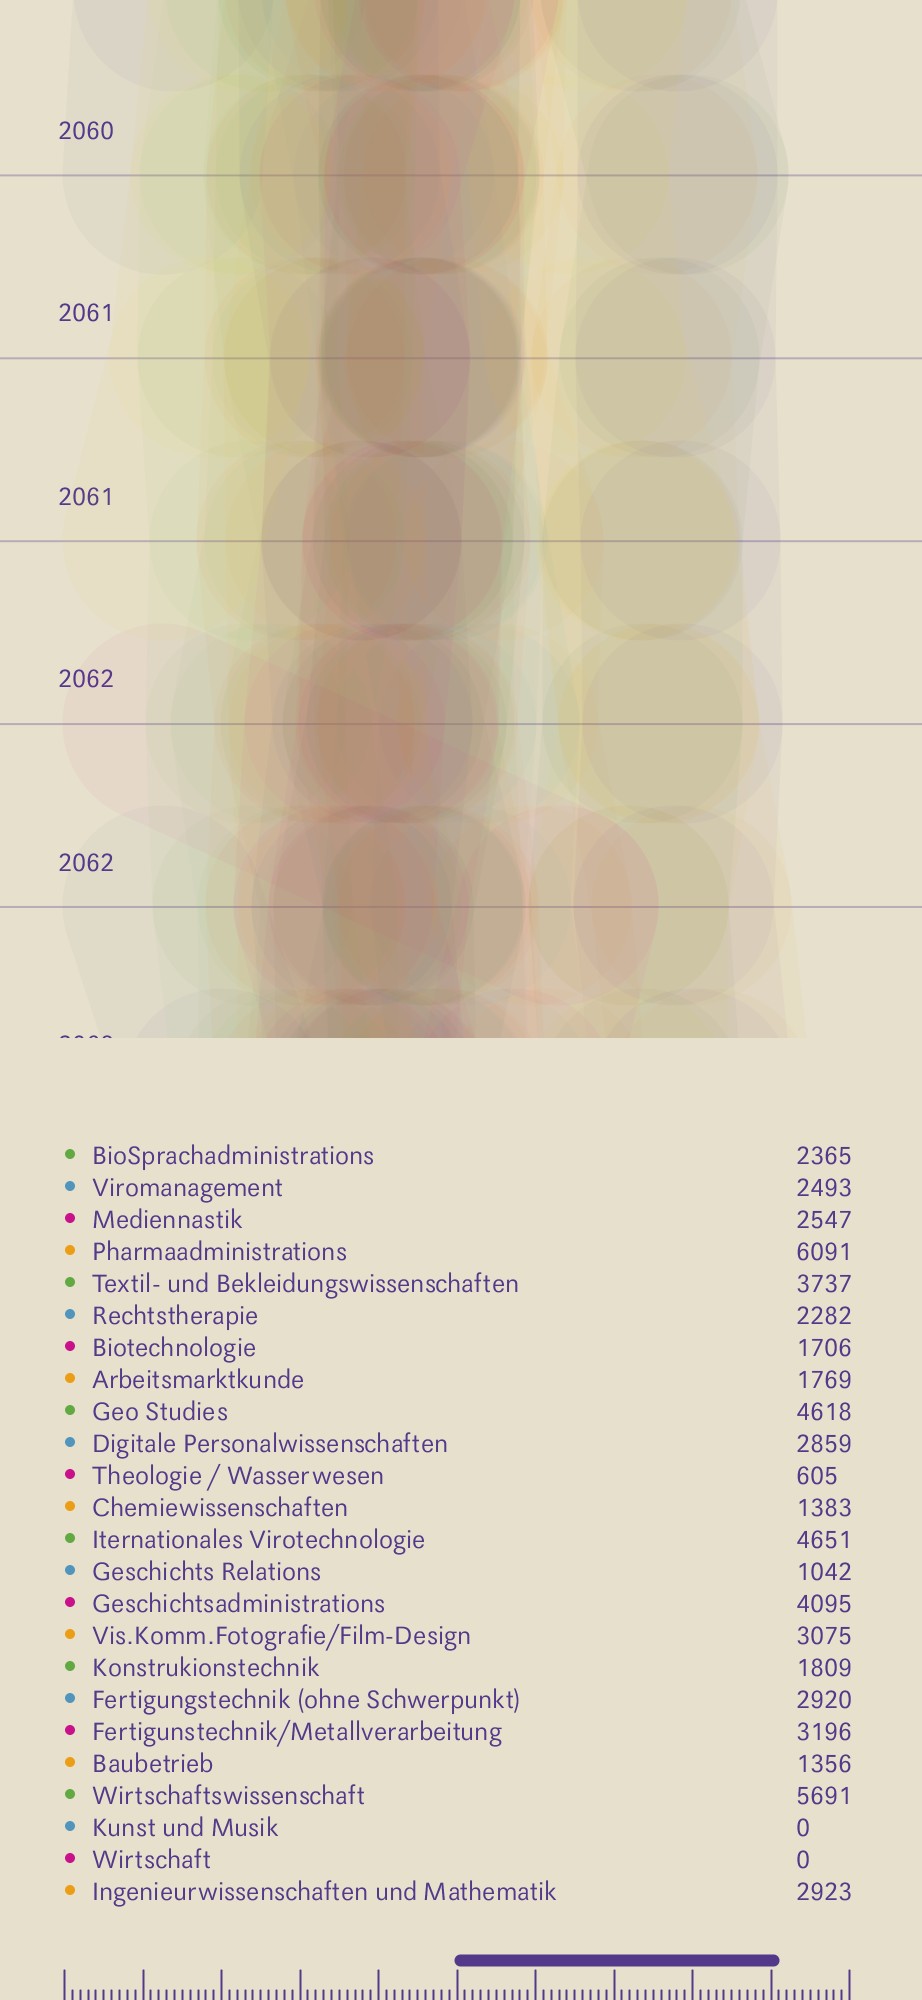 2060
2061
2061
2062
2062
BioSprachadministrations 2365
Viromanagement 2493
Mediennastik 2547
Pharmaadministrations 6091
Textil- und Bekleidungswissenschaften 3737
Rechtstherapie 2282
Biotechnologie 1706
Arbeitsmarktkunde 1769
Geo Studies 4618
Digitale Personalwissenschaften 2859
Theologie / Wasserwesen 605
Chemiewissenschaften 1383
Iternationales Virotechnologie 4651
Geschichts Relations 1042
Geschichtsadministrations 4095
Vis.Komm.Fotografie/Film-Design 3075
Konstrukionstechnik 1809
Fertigungstechnik (ohne Schwerpunkt) 2920
Fertigunstechnik/Metallverarbeitung 3196
Baubetrieb 1356
Wirtschaftswissenschaft 5691
Kunst und Musik 0
Wirtschaft 0
Ingenieurwissenschaften und Mathematik 2923